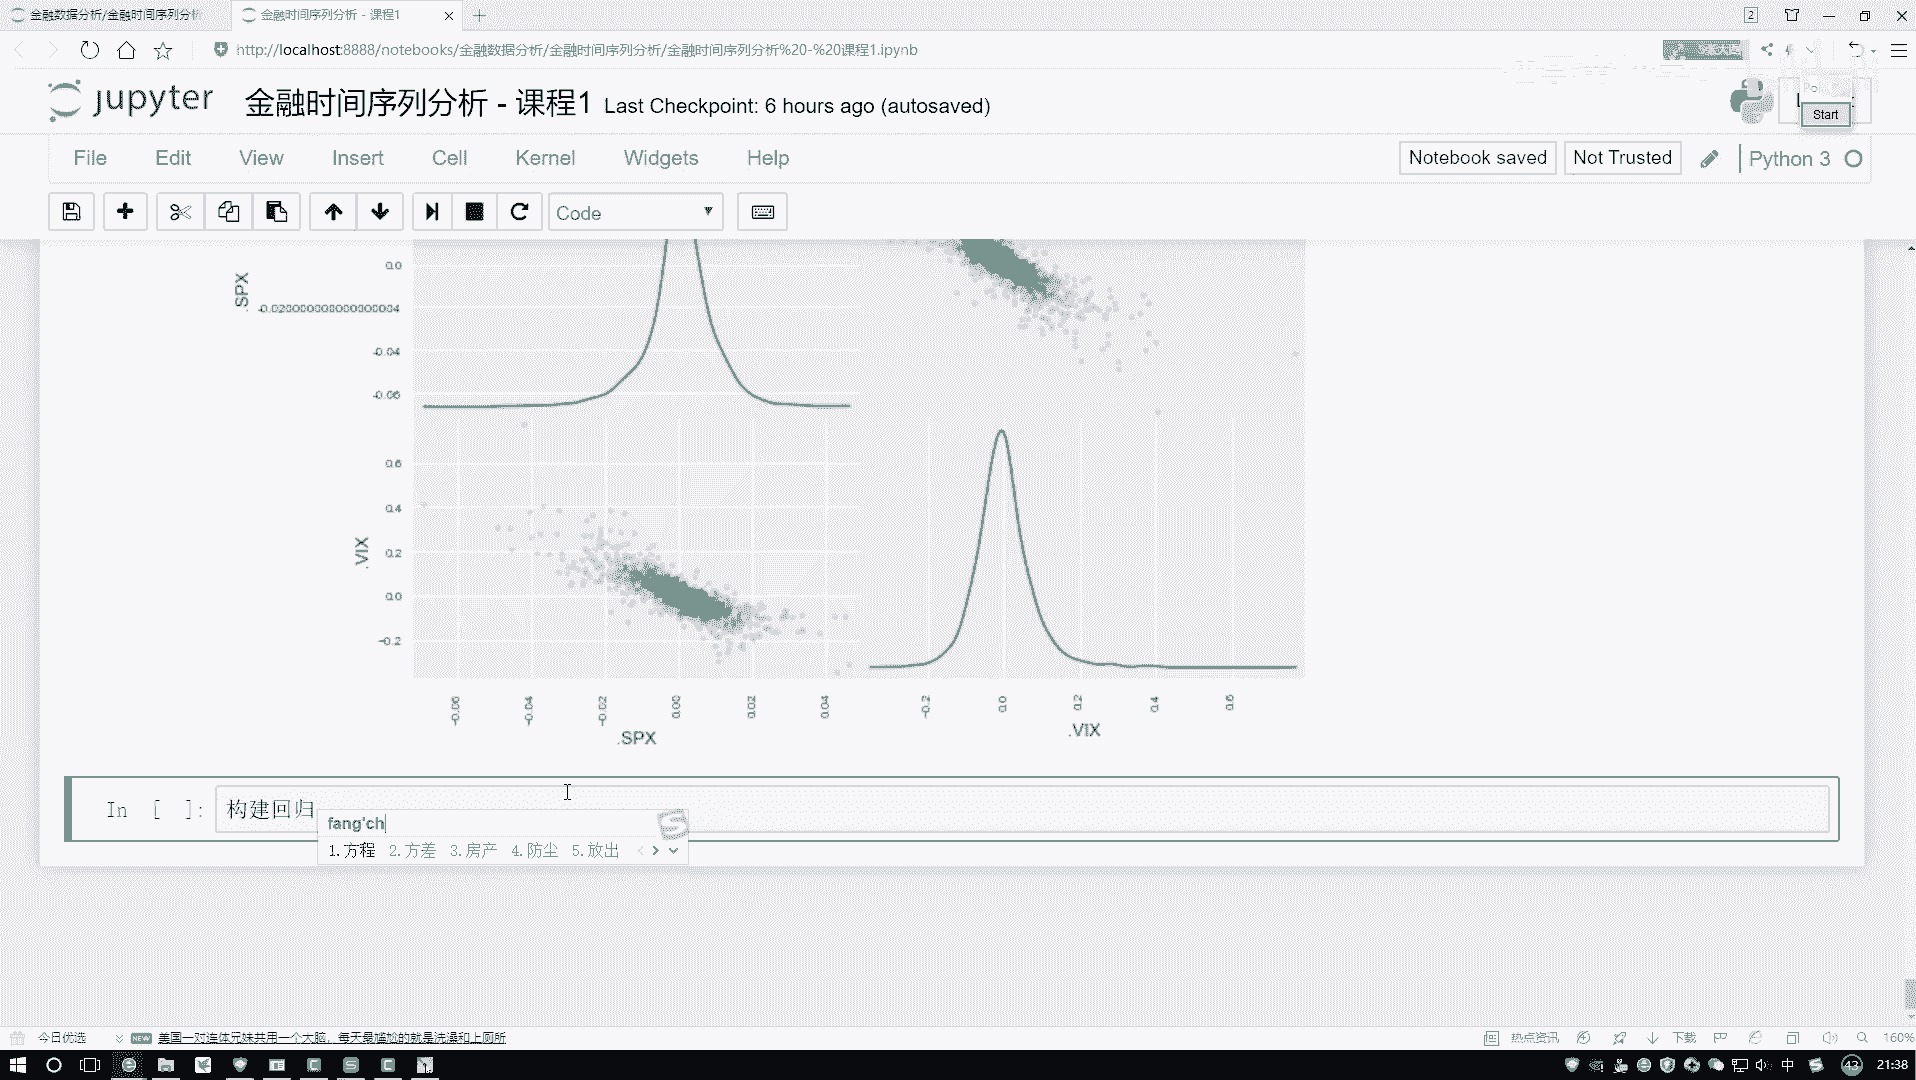 金融数据分析/金融时间序列分析
金融时间序列分析 - 课程1
2
http://localhost:8888/notebooks/金融数据分析/金融时间序列分析/金融时间序列分析%20-%20课程1.ipynb
jupyter
金融时间序列分析 - 课程1
Last Checkpoint: 6 hours ago (autosaved)
Start
File
Edit
View
Insert
Cell
Kernel
Widgets
Help
Notebook saved
Not Trusted
Python 3
Code
.SPX
0.0
-0.020000000000000004
-0.04
-0.06
.VIX
0.6
0.4
0.2
0.0
-0.2
-0.06
-0.04
-0.02
0.00
0.02
0.04
.SPX
-0.2
0.0
0.2
0.4
0.6
.VIX
In [ ]:
构建回归
fang'ch
1.方程 2.方差 3.房产 4.防尘 5.放出
今日优选
NEW
美国一对连体兄妹共用一个大脑，每天最尴尬的就是洗澡和上厕所
热点资讯
下载
160%
中
43
21:38